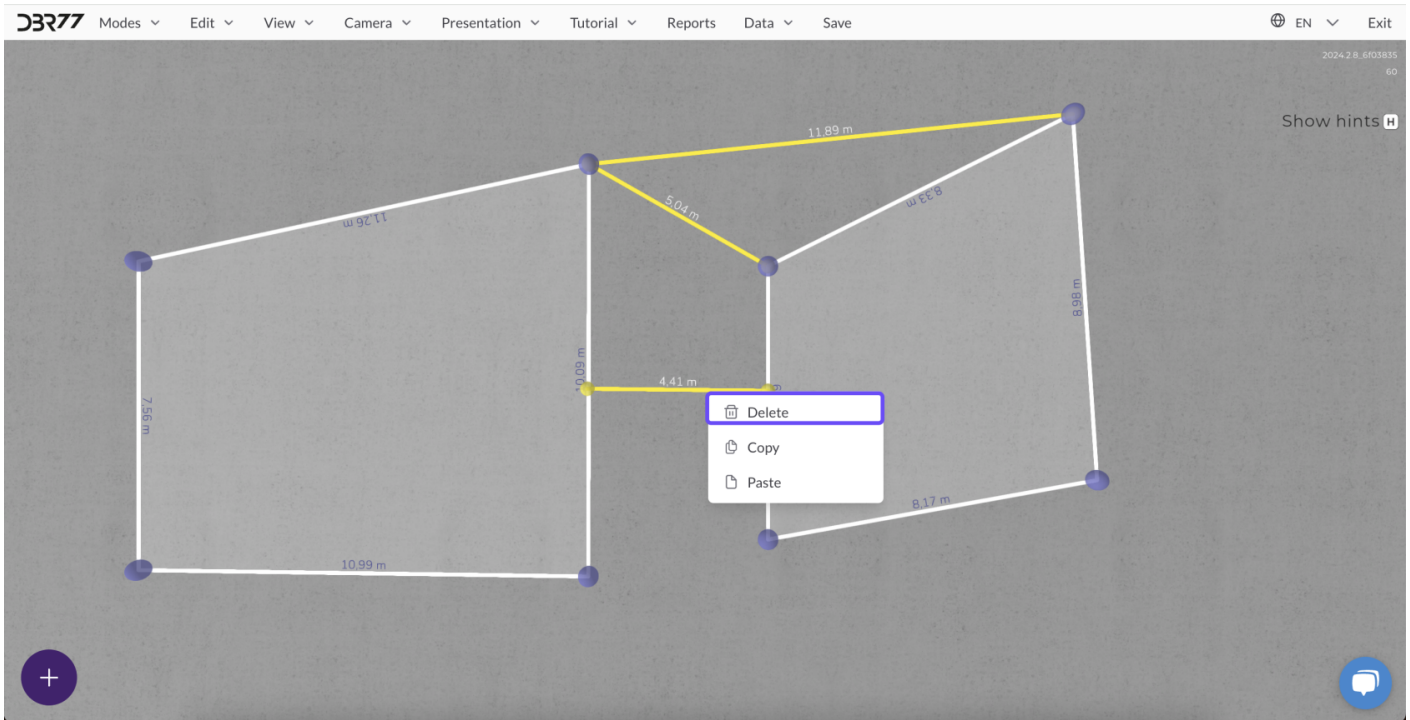 DBR77 Modes Edit View Camera Presentation Tutorial Reports Data Save EN Exit
2024.2.8_6f03835
60
Show hints H
11,89 m
5,04 m
8,33 m
11,26 m
8,98 m
10,09 m
4,41 m
7,56 m
Delete
Copy
Paste
8,17 m
10,99 m